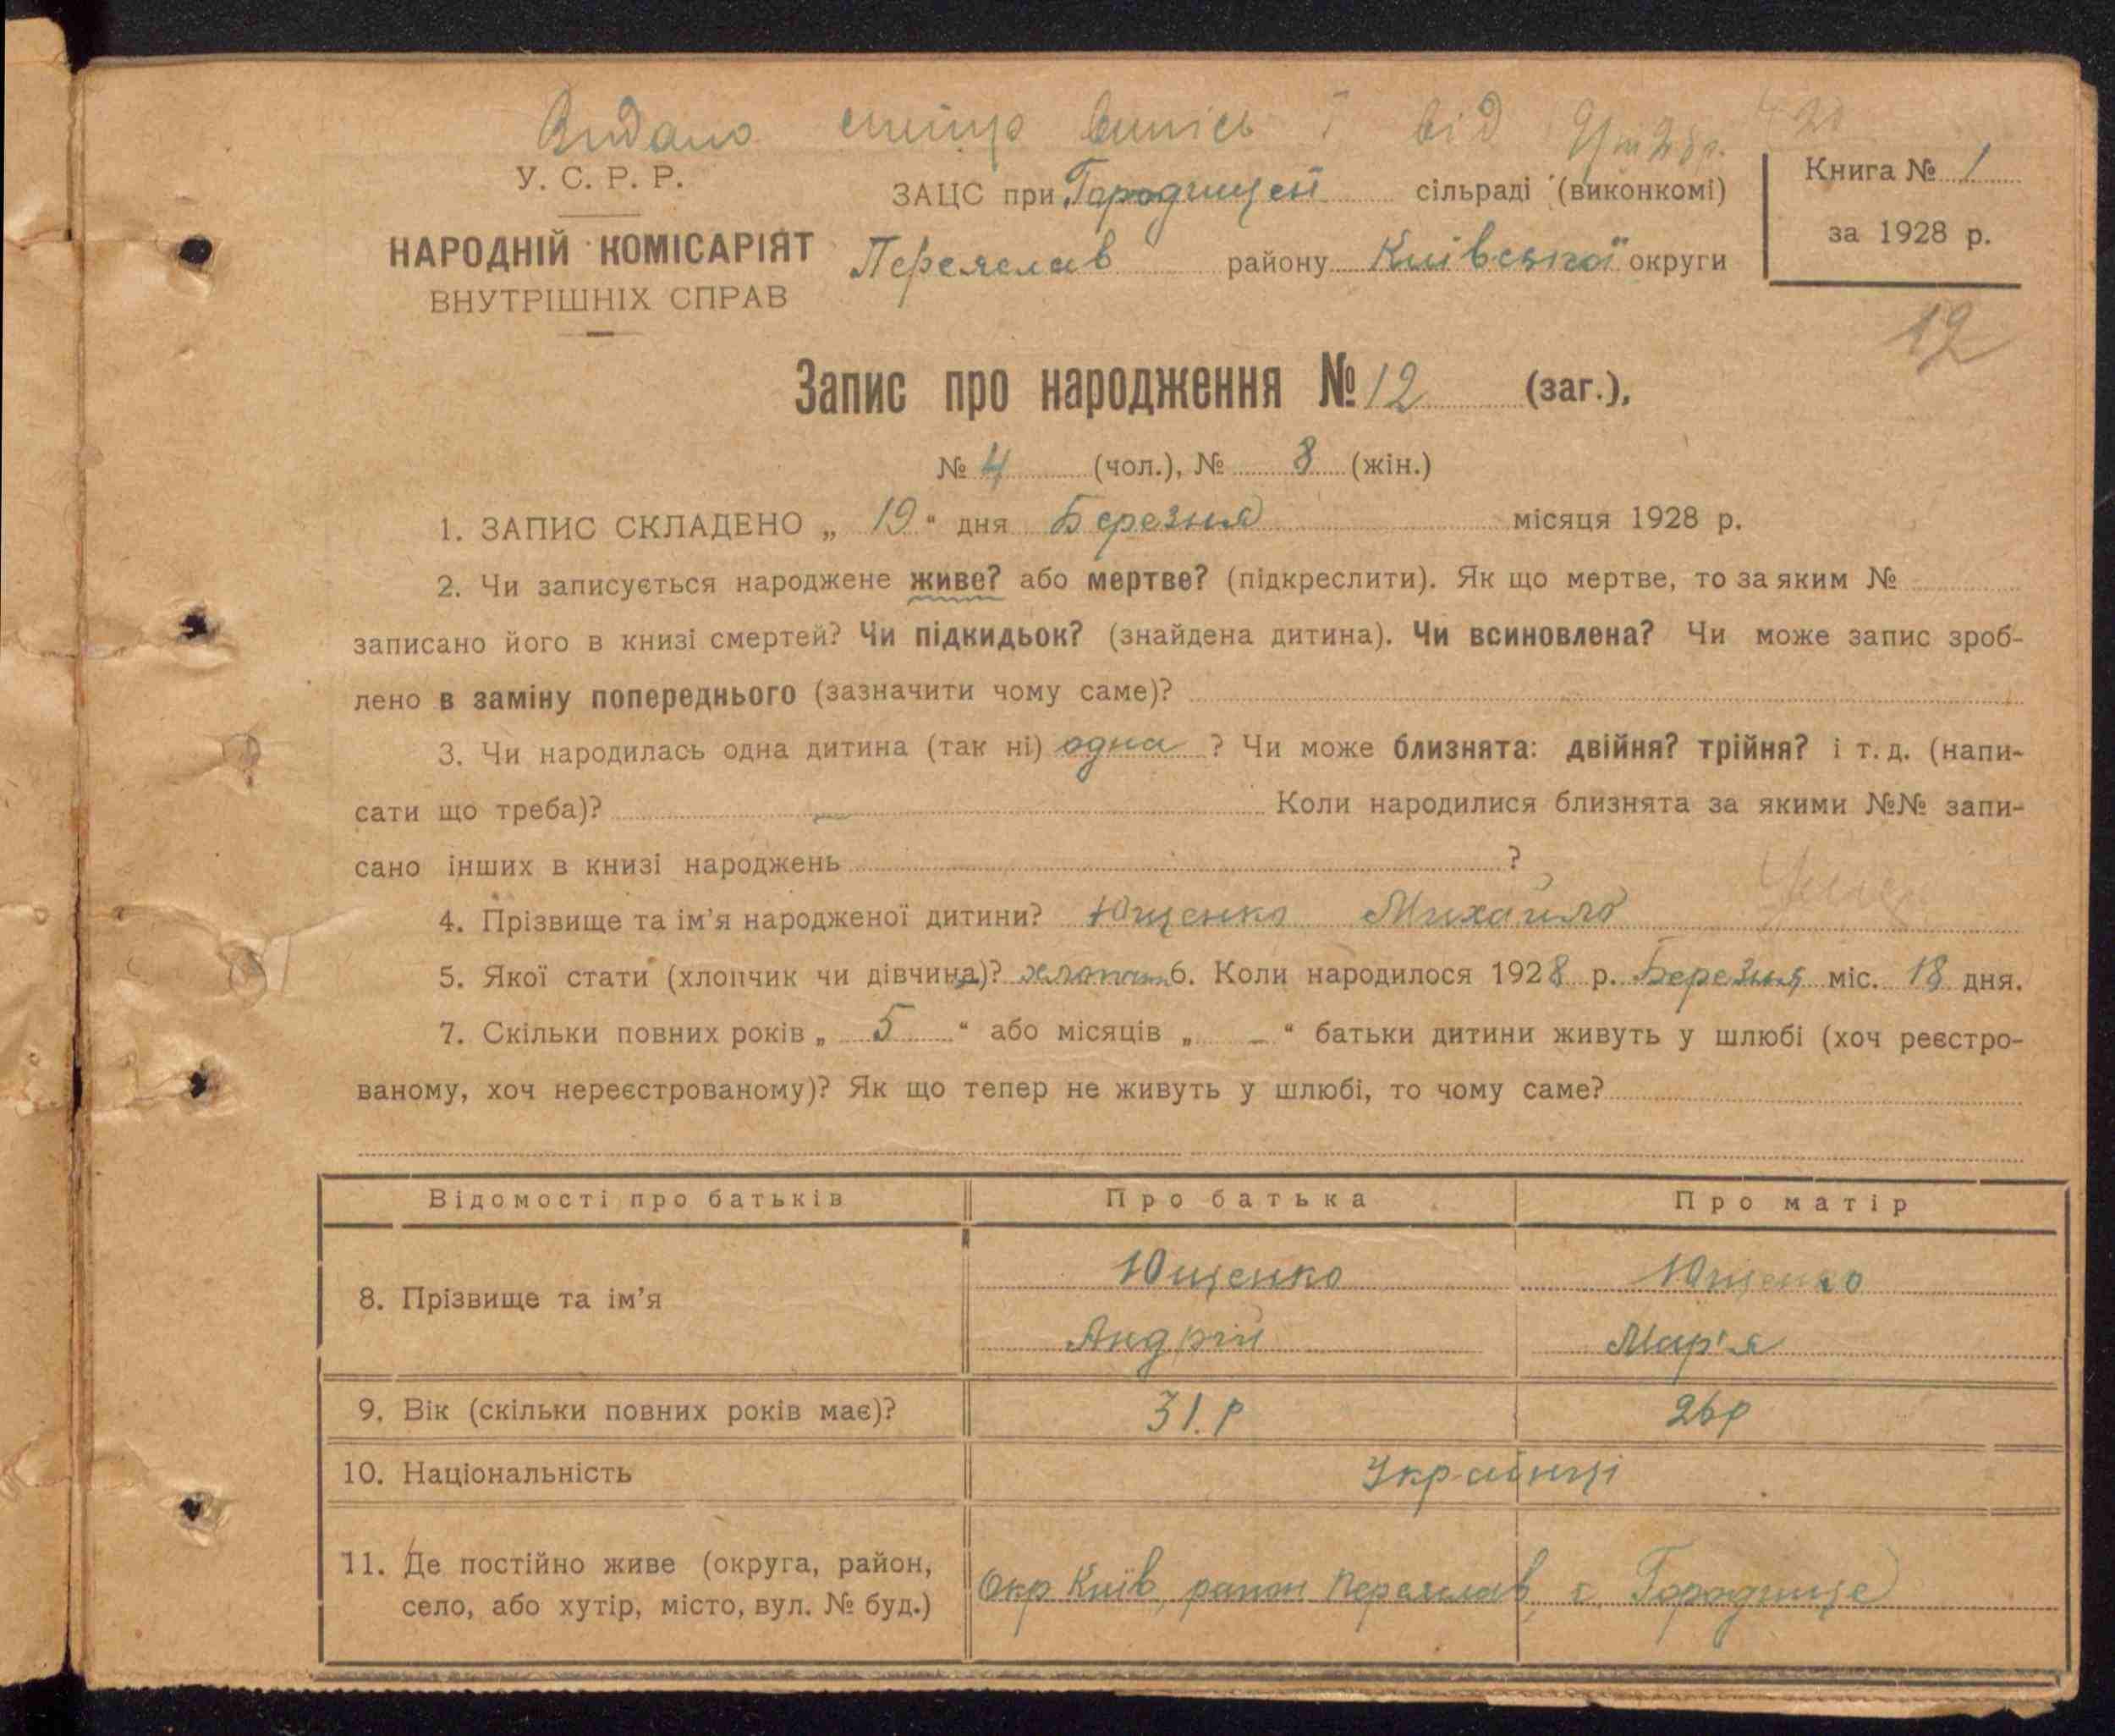 Видано випись від
У. С. Р. Р.
НАРОДНІЙ КОМІСАРІЯТ
ВНУТРІШНІХ СПРАВ
ЗАЦС при Городищен сільраді (виконкомі)
Переяслав району Київської округи
Книга № 1
за 1928 р.
12
Запис про народження № 12 (заг.),
№ 4 (чол.), № 8 (жін.)
1. ЗАПИС СКЛАДЕНО „ 19 “ дня Березня місяця 1928 р.
2. Чи записується народжене живе? або мертве? (підкреслити). Як що мертве, то за яким №
записано його в книзі смертей? Чи підкидьок? (знайдена дитина). Чи всиновлена? Чи може запис зроб-
лено в заміну попереднього (зазначити чому саме)?
3. Чи народилась одна дитина (так ні) одна ? Чи може близнята: двійня? трійня? і т. д. (напи-
сати що треба)? — Коли народилися близнята за якими №№ запи-
сано інших в книзі народжень ?
4. Прізвище та ім’я народженої дитини? Ющенко Михайло
5. Якої стати (хлопчик чи дівчина)? 6. Коли народилося 1928 р. Березня міс. 18 дня.
7. Скільки повних років „ 5 “ або місяців „ – “ батьки дитини живуть у шлюбі (хоч реєстро-
ваному, хоч нереєстрованому)? Як що тепер не живуть у шлюбі, то чому саме?
Відомості про батьків Про батька Про матір
8. Прізвище та ім’я
Ющенко Ющенко
Андрій Мар'я
9. Вік (скільки повних років має)? 31.р 26р
10. Національність Українці
11. Де постійно живе (округа, район,
село, або хутір, місто, вул. № буд.)
Окр Київ, район Переяслав, с. Городище